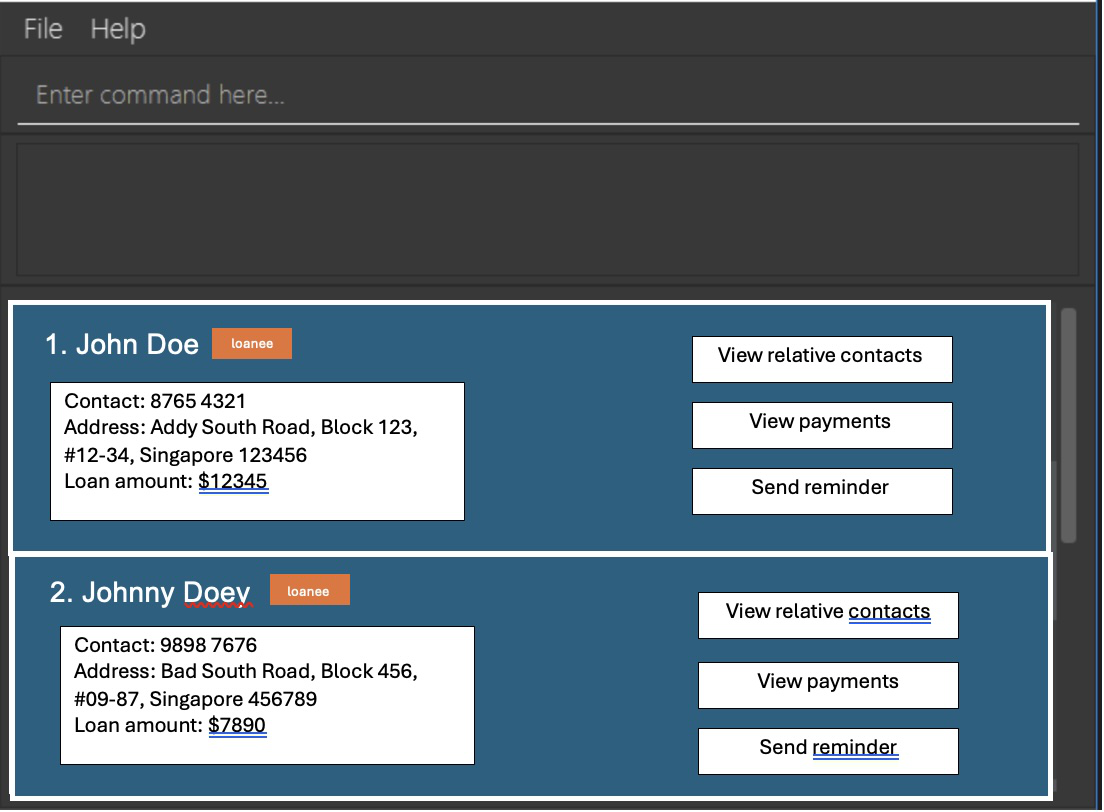 File Help
Enter command here...
1. John Doe loanee
View relative contacts
Contact: 8765 4321
Address: Addy South Road, Block 123,
#12-34, Singapore 123456
Loan amount: $12345
View payments
Send reminder
2. Johnny Doey loanee
View relative contacts
Contact: 9898 7676
Address: Bad South Road, Block 456,
#09-87, Singapore 456789
Loan amount: $7890
View payments
Send reminder